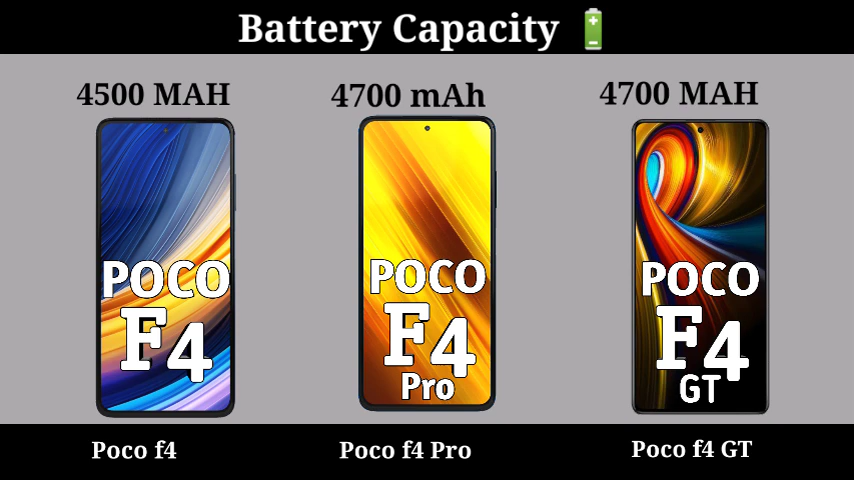 Battery Capacity
4500 MAH
4700 mAh
4700 MAH
POCO
F4
POCO
F4
Pro
POCO
F4
GT
Poco f4
Poco f4 Pro
Poco f4 GT